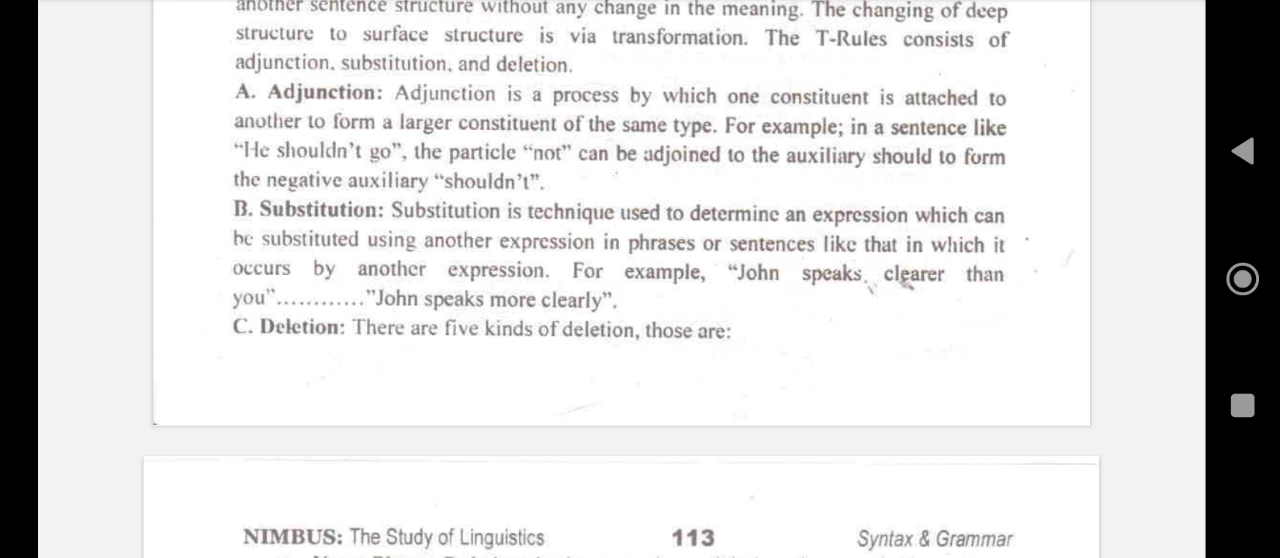 another sentence structure without any change in the meaning. The changing of deep
structure to surface structure is via transformation. The T-Rules consists of
adjunction, substitution, and deletion.
A. Adjunction: Adjunction is a process by which one constituent is attached to
another to form a larger constituent of the same type. For example; in a sentence like
“He shouldn’t go”, the particle “not” can be adjoined to the auxiliary should to form
the negative auxiliary “shouldn’t”.
B. Substitution: Substitution is technique used to determine an expression which can
be substituted using another expression in phrases or sentences like that in which it
occurs by another expression. For example, “John speaks clearer than
you”............”John speaks more clearly”.
C. Deletion: There are five kinds of deletion, those are:
NIMBUS: The Study of Linguistics 113 Syntax & Grammar